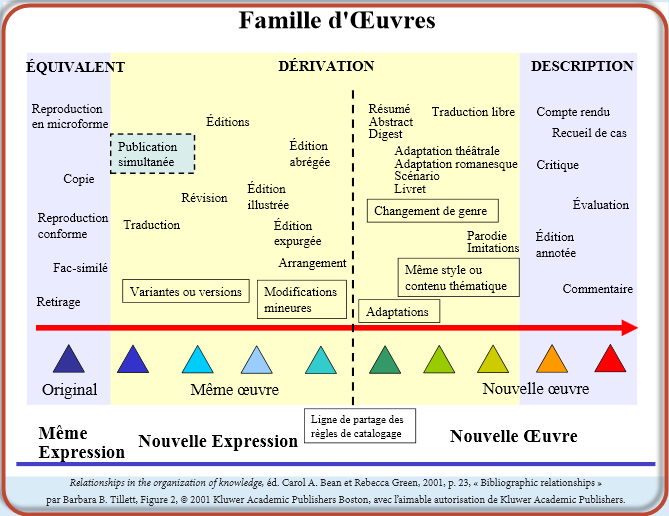 Famille d'Œuvres
ÉQUIVALENT
DÉRIVATION
DESCRIPTION
Reproduction
en microforme
Publication
simultanée
Copie
Reproduction
conforme
Fac-similé
Retirage
Éditions
Édition
abrégée
Révision
Édition
illustrée
Traduction
Édition
expurgée
Arrangement
Variantes ou versions
Modifications
mineures
Résumé
Abstract
Digest
Traduction libre
Adaptation théâtrale
Adaptation romanesque
Scénario
Livret
Changement de genre
Parodie
Imitations
Même style ou
contenu thématique
Adaptations
Compte rendu
Recueil de cas
Critique
Évaluation
Édition
annotée
Commentaire
Original
Même œuvre
Nouvelle œuvre
Ligne de partage des
règles de catalogage
Même
Expression
Nouvelle Expression
Nouvelle Œuvre
Relationships in the organization of knowledge, éd. Carol A. Bean et Rebecca Green, 2001, p. 23, « Bibliographic relationships »
par Barbara B. Tillett, Figure 2, © 2001 Kluwer Academic Publishers Boston, avec l'aimable autorisation de Kluwer Academic Publishers.